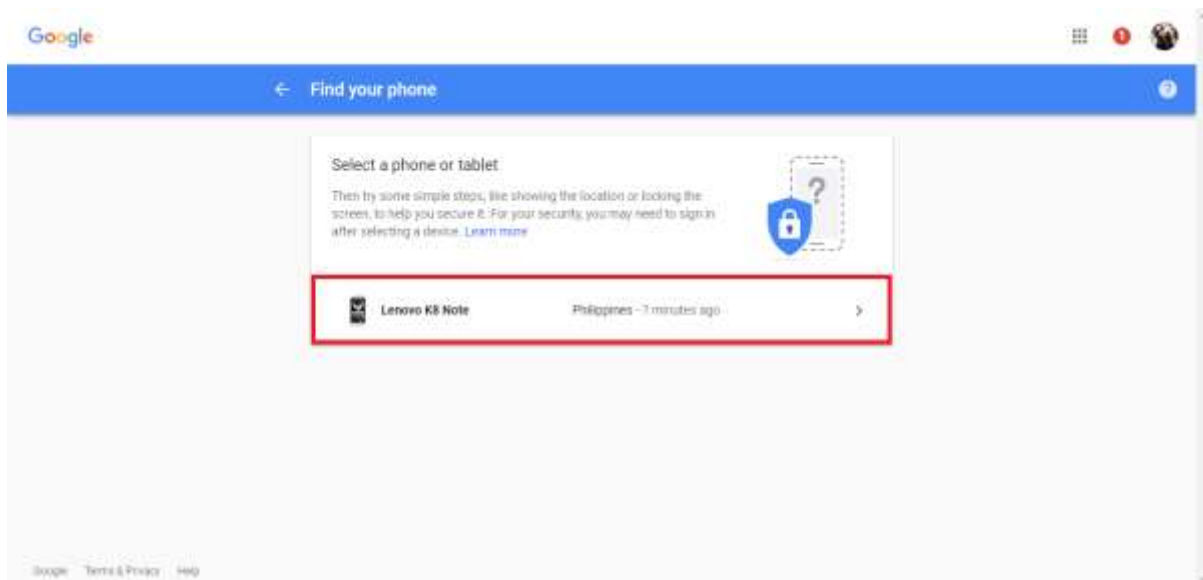 Google
1
Find your phone
?
Select a phone or tablet
?
Then try some simple steps, like showing the location or locking the
screen, to help you secure it. For your security, you may need to sign in
after selecting a device. Learn more
Lenovo K8 Note Philippines - 7 minutes ago
Google Terms & Privacy Help